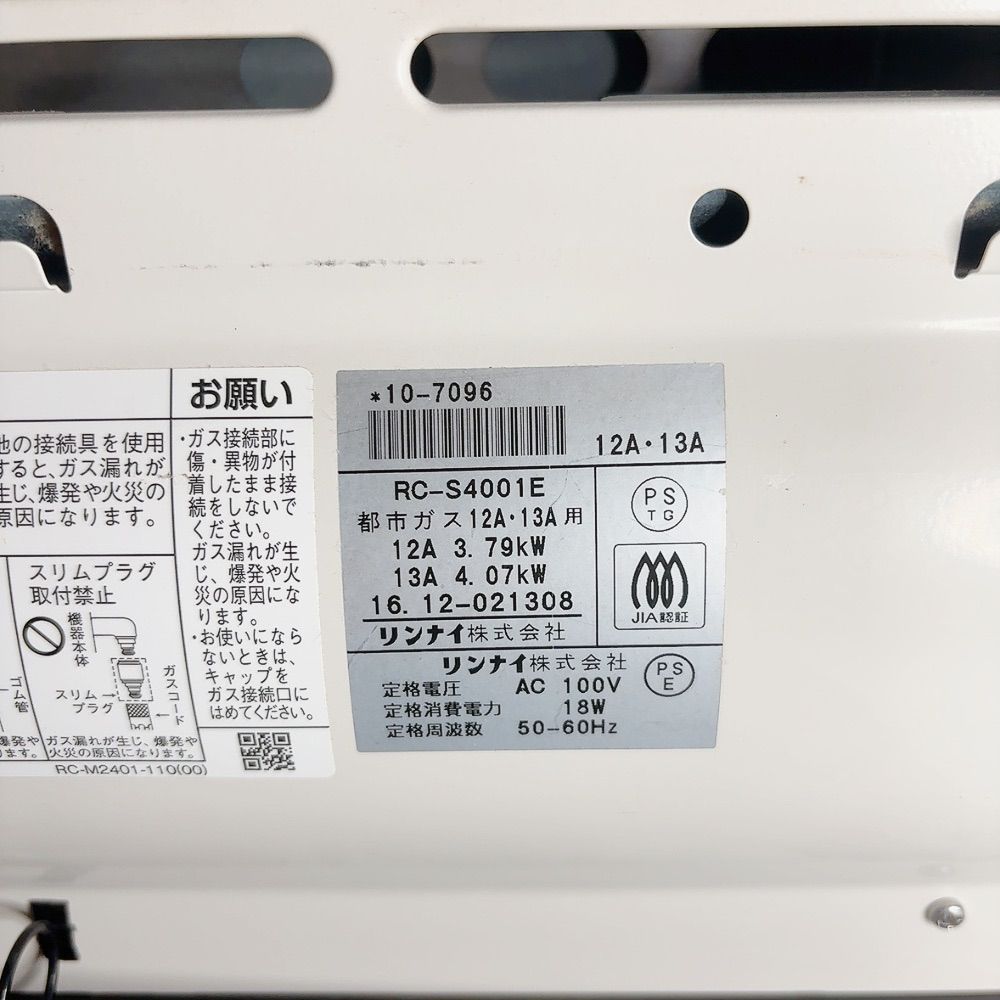 他の接続具を使用
すると、ガス漏れが
生じ、爆発や火災の
原因になります。
スリムプラグ
取付禁止
機器本体
スリム
プラグ
ガスコード
ゴム管
爆発や
ます。
ガス漏れが生じ、爆発や
火災の原因になります。
RC-M2401-110(00)
お願い
・ガス接続部に
傷・異物が付
着したまま接
続をしないで
ください。
ガス漏れが生
じ、爆発や火
災の原因にな
ります。
・お使いになら
ないときは、
キャップを
ガス接続口に
はめてください。
*10-7096
12A・13A
RC-S4001E
都市ガス12A・13A用
12A 3.79kW
13A 4.07kW
16.12-021308
リンナイ株式会社
PS
TG
JIA認証
リンナイ株式会社
定格電圧 AC 100V
定格消費電力 18W
定格周波数 50-60Hz
PS
E